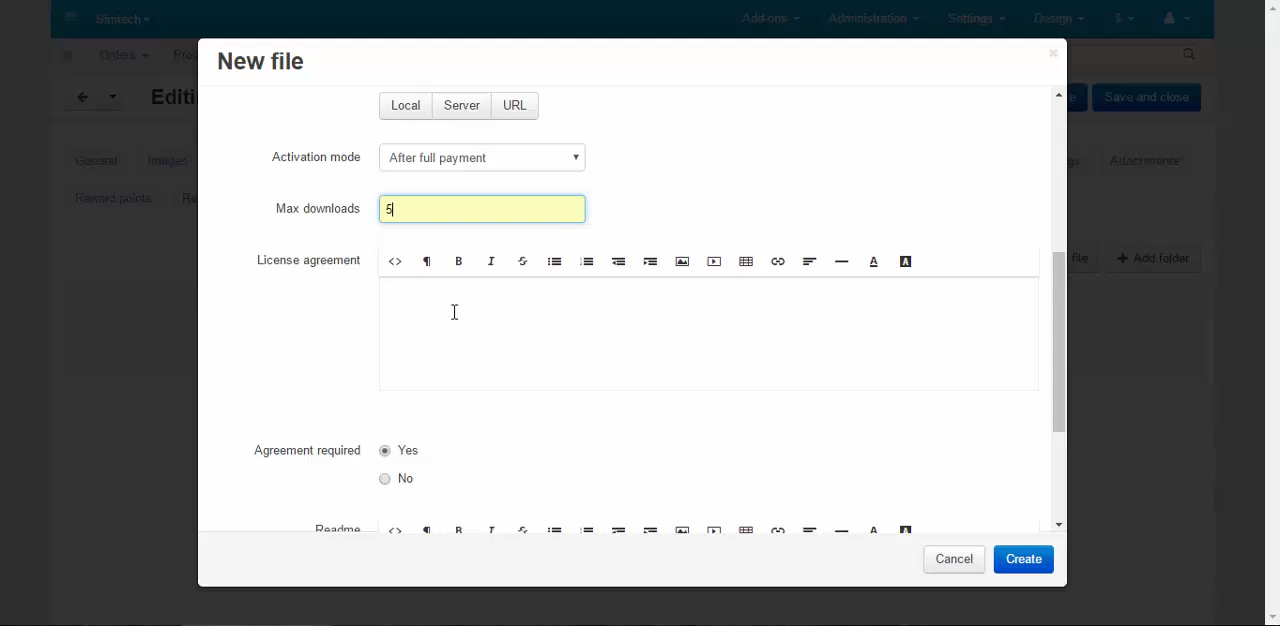 Simtech
Add-ons
Administration
Settings
Design
$
Orders
New file
Save and close
General
Images
Attachments
Reward points
file
Add folder
Local
Server
URL
Activation mode
After full payment
Max downloads
5
License agreement
Agreement required
Yes
No
Readme
Cancel
Create